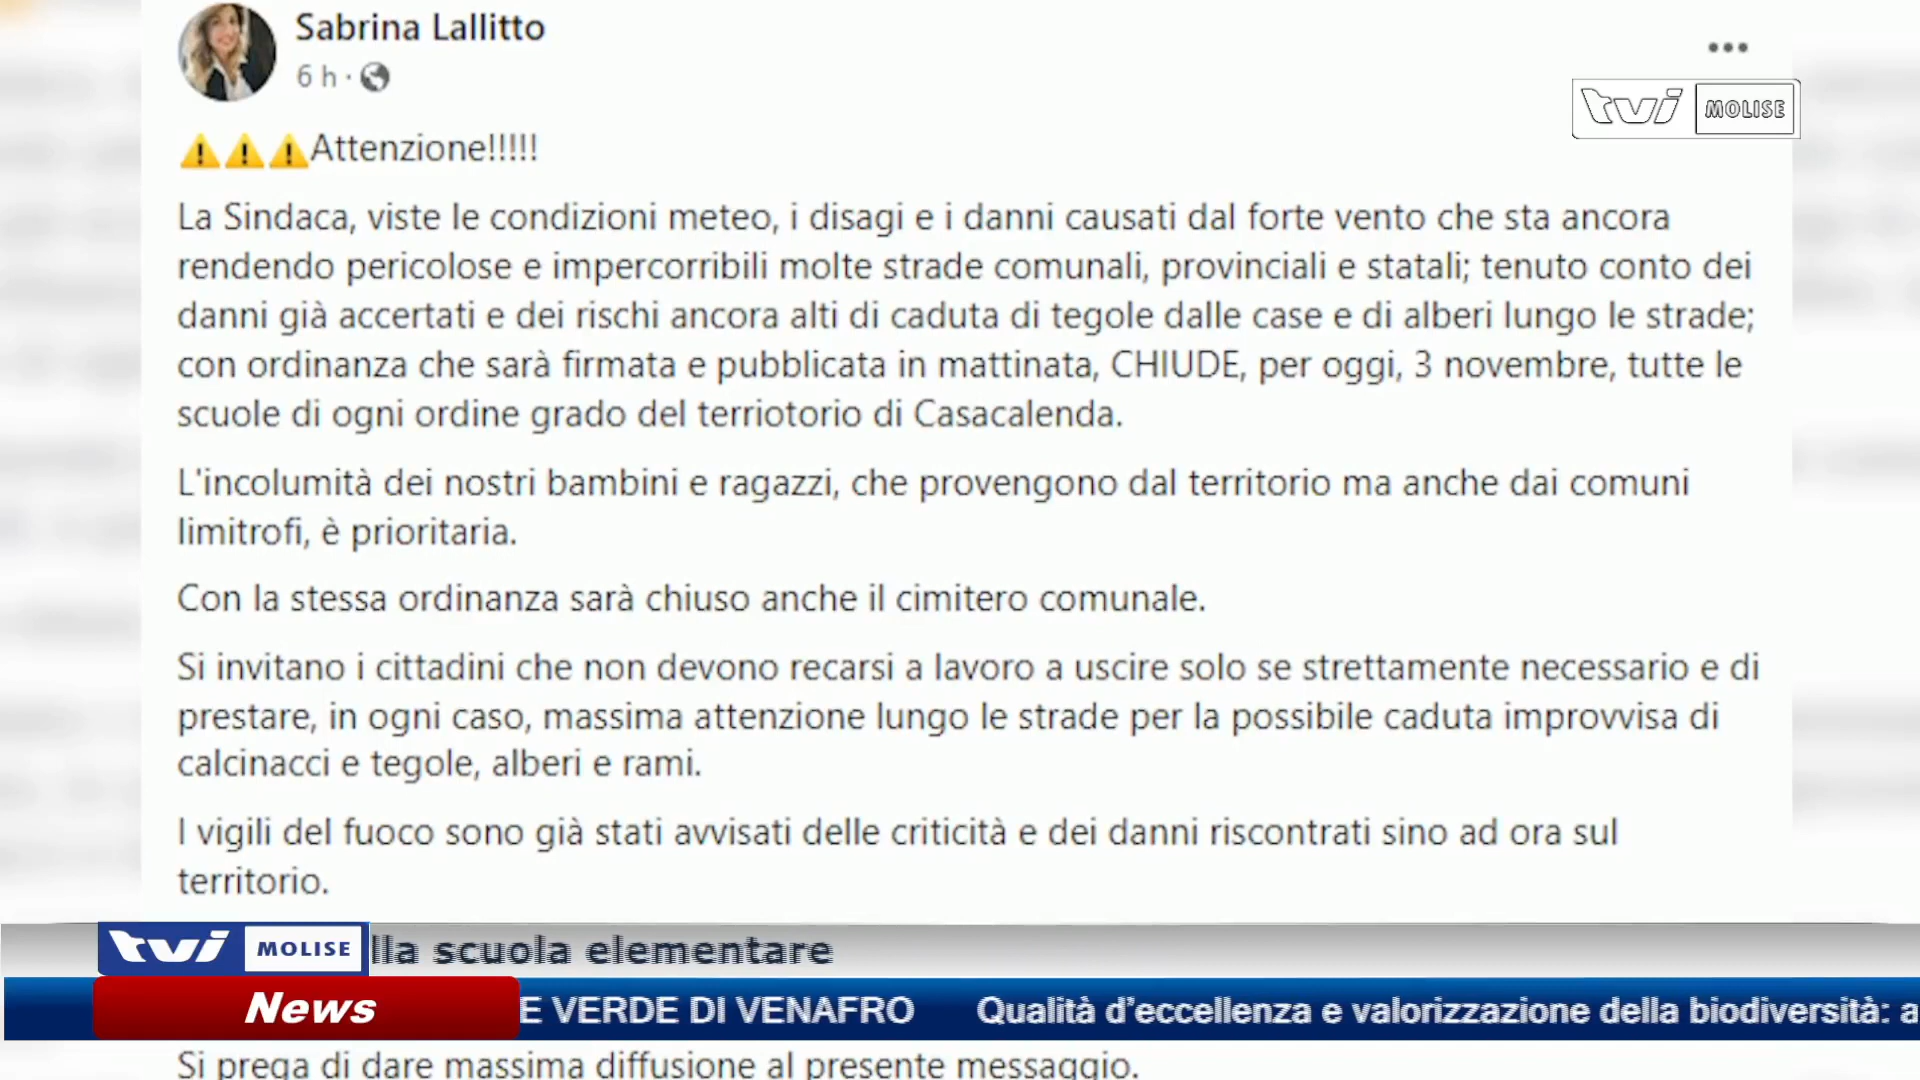 Sabrina Lallitto
6 h ·
tvi MOLISE
⚠️⚠️⚠️Attenzione!!!!!
La Sindaca, viste le condizioni meteo, i disagi e i danni causati dal forte vento che sta ancora
rendendo pericolose e impercorribili molte strade comunali, provinciali e statali; tenuto conto dei
danni già accertati e dei rischi ancora alti di caduta di tegole dalle case e di alberi lungo le strade;
con ordinanza che sarà firmata e pubblicata in mattinata, CHIUDE, per oggi, 3 novembre, tutte le
scuole di ogni ordine grado del terriotorio di Casacalenda.
L'incolumità dei nostri bambini e ragazzi, che provengono dal territorio ma anche dai comuni
limitrofi, è prioritaria.
Con la stessa ordinanza sarà chiuso anche il cimitero comunale.
Si invitano i cittadini che non devono recarsi a lavoro a uscire solo se strettamente necessario e di
prestare, in ogni caso, massima attenzione lungo le strade per la possibile caduta improvvisa di
calcinacci e tegole, alberi e rami.
I vigili del fuoco sono già stati avvisati delle criticità e dei danni riscontrati sino ad ora sul
territorio.
tvi MOLISE lla scuola elementare
News E VERDE DI VENAFRO Qualità d'eccellenza e valorizzazione della biodiversità: a
Si prega di dare massima diffusione al presente messaggio.